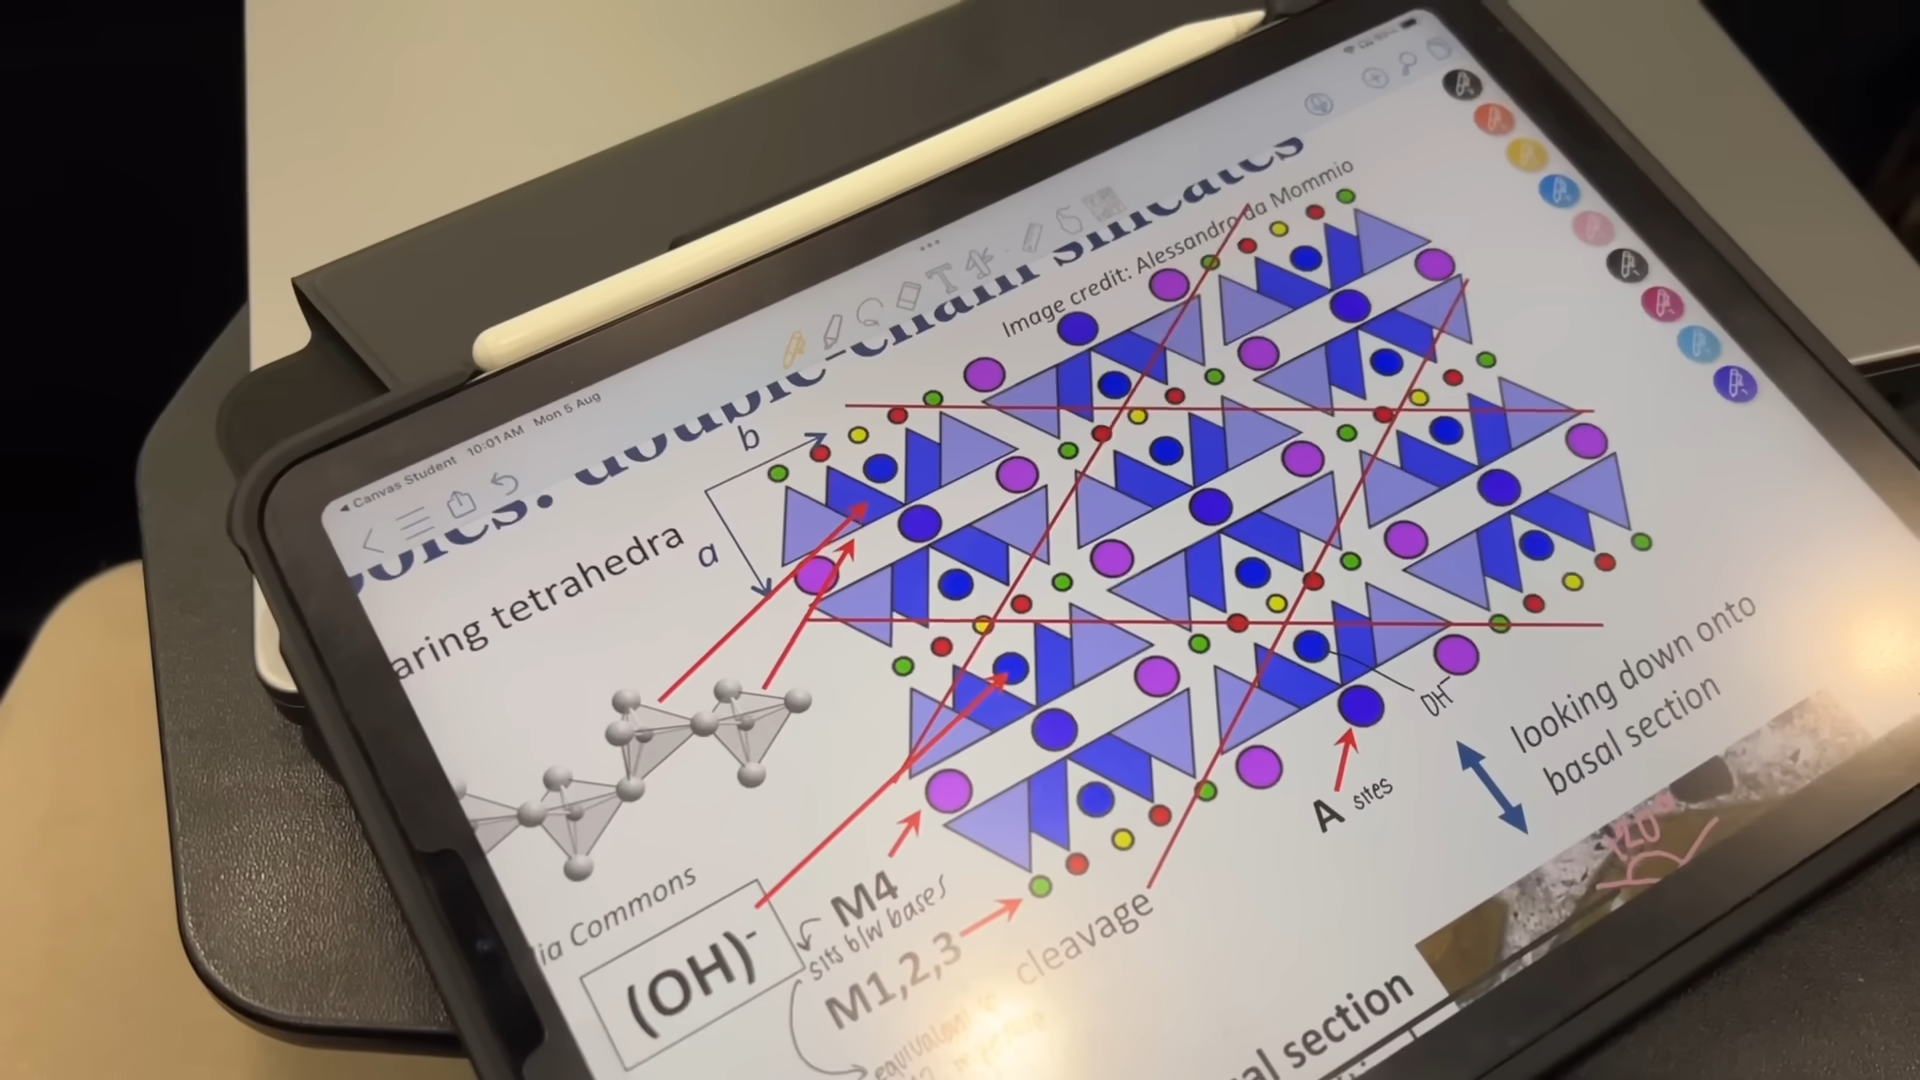 Canvas Student 10:01 AM Mon 5 Aug
double-chain silicates
Image credit: Alessandro da Mommio
b
a
aring tetrahedra
ia Commons
(OH)-
M4
sits b/w bases
M1,2,3
cleavage
OH-
A sites
looking down onto
basal section
120
al section